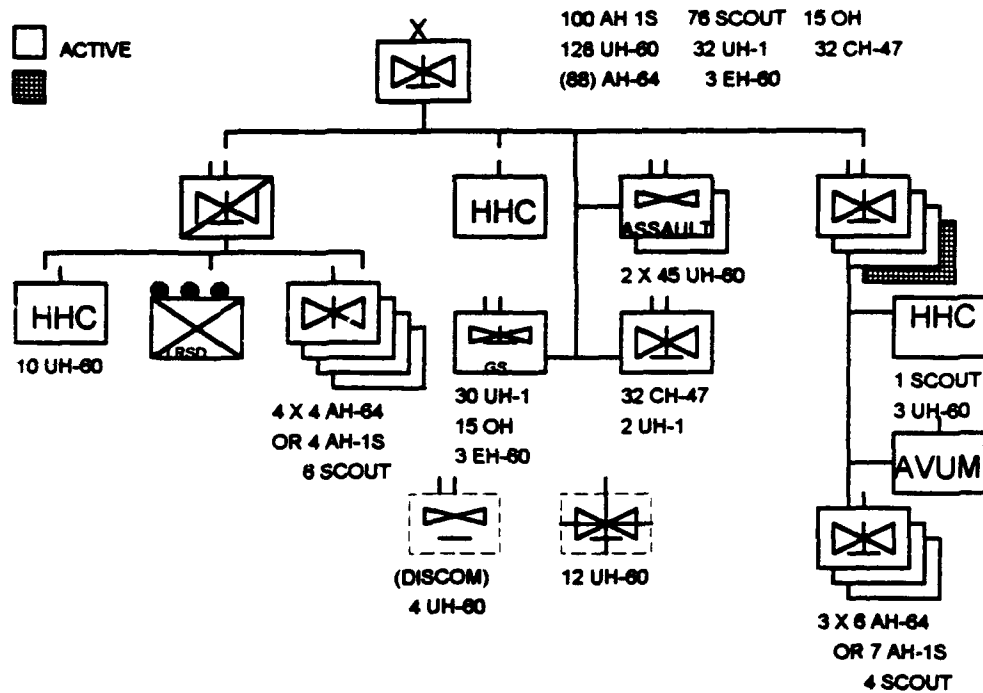 100 AH 1S 76 SCOUT 15 OH
128 UH-60 32 UH-1 32 CH-47
(88) AH-64 3 EH-60
ACTIVE
X
HHC
ASSAULT
2 X 45 UH-60
HHC
10 UH-60
LRSD
4 X 4 AH-64
OR 4 AH-1S
6 SCOUT
GS
30 UH-1
15 OH
3 EH-60
32 CH-47
2 UH-1
HHC
1 SCOUT
3 UH-60
AVUM
(DISCOM)
4 UH-60
12 UH-60
3 X 6 AH-64
OR 7 AH-1S
4 SCOUT